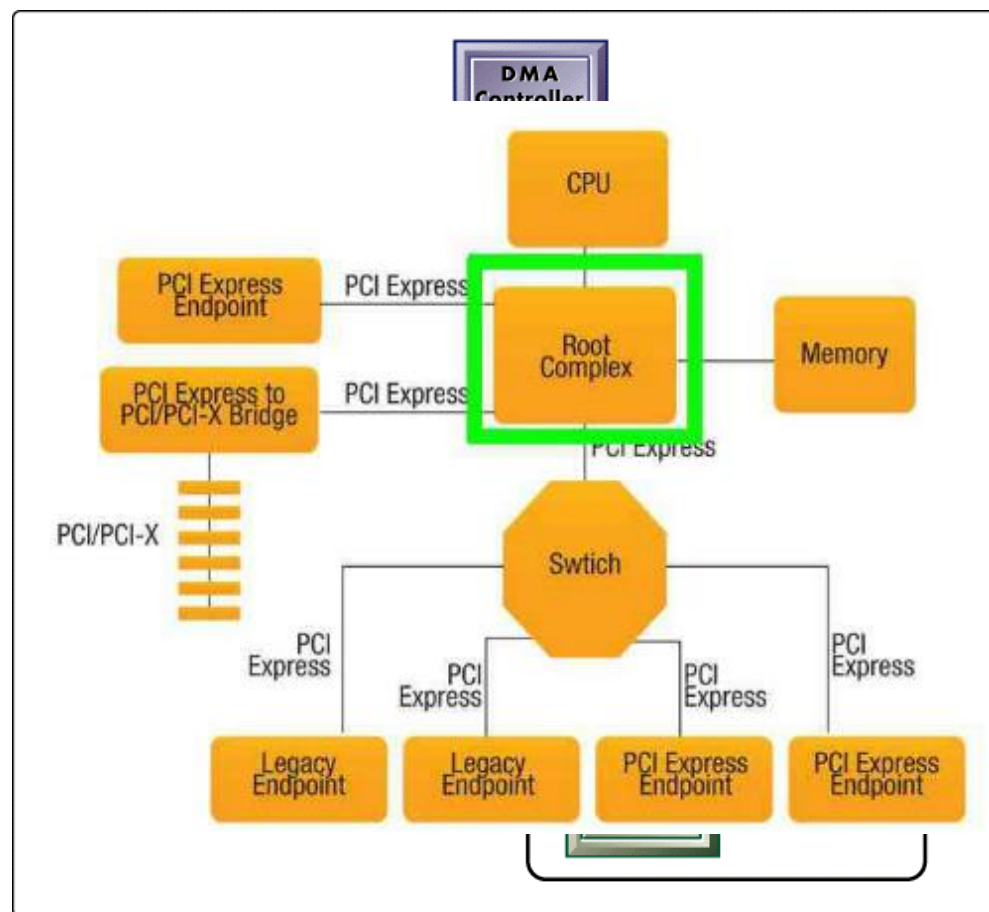 DMA
Controller
CPU
PCI Express
Endpoint
PCI Express
Root
Complex
Memory
PCI Express to
PCI/PCI-X Bridge
PCI Express
PCI Express
PCI/PCI-X
Swtich
PCI
Express
PCI
Express
PCI
Express
PCI
Express
Legacy
Endpoint
Legacy
Endpoint
PCI Express
Endpoint
PCI Express
Endpoint